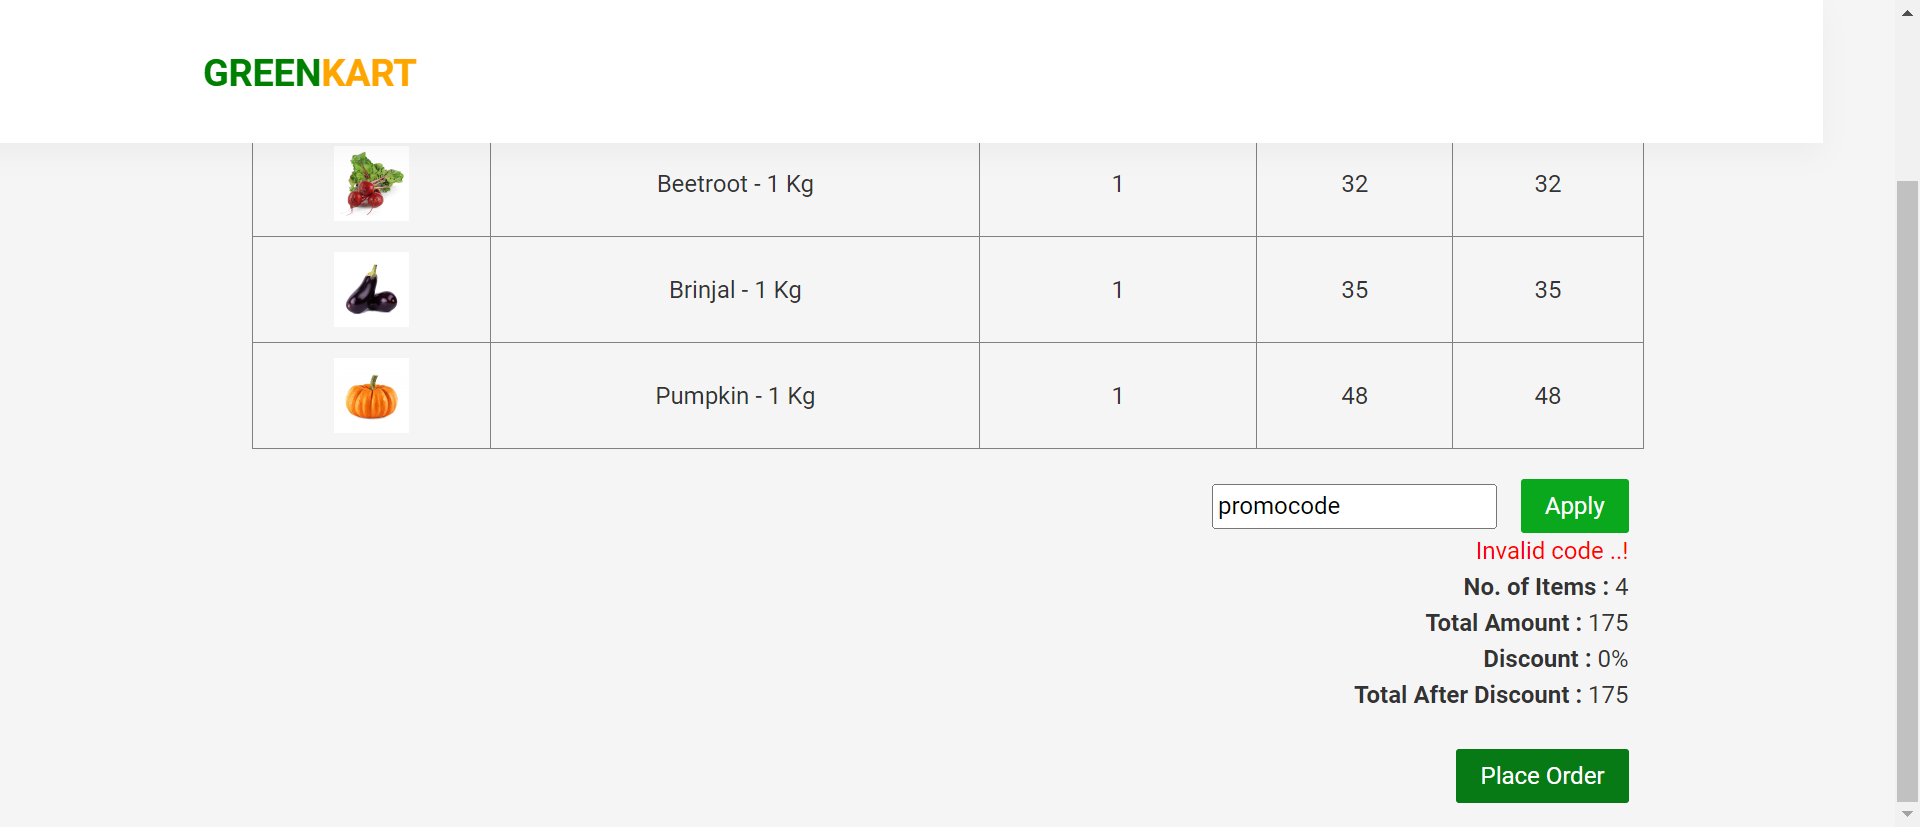 GREENKART
Beetroot - 1 Kg 1 32 32
Brinjal - 1 Kg 1 35 35
Pumpkin - 1 Kg 1 48 48
promocode Apply
Invalid code ..!
No. of Items : 4
Total Amount : 175
Discount : 0%
Total After Discount : 175
Place Order